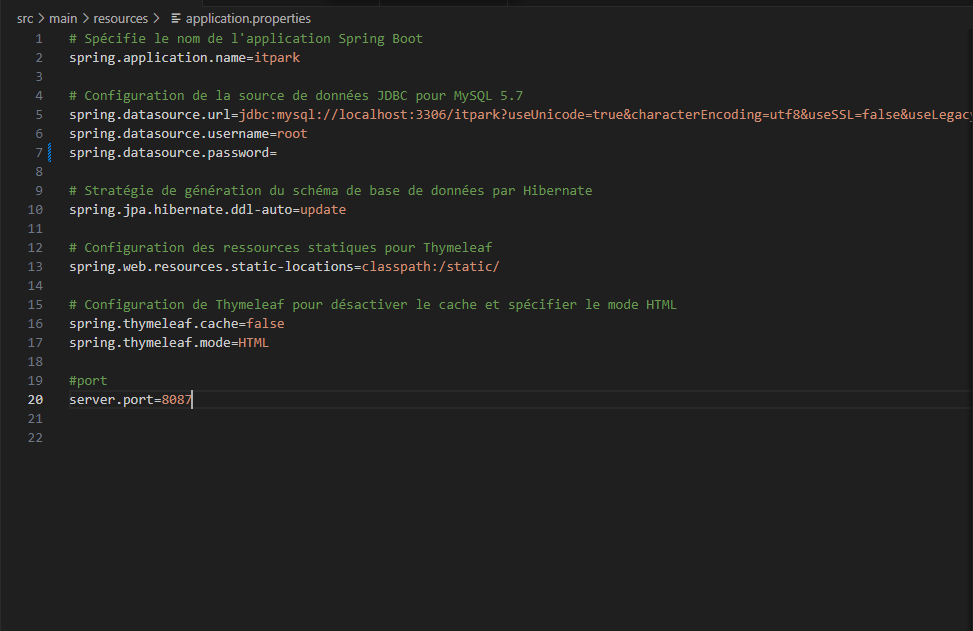 src > main > resources > application.properties
1 # Spécifie le nom de l'application Spring Boot
2 spring.application.name=itpark
3
4 # Configuration de la source de données JDBC pour MySQL 5.7
5 spring.datasource.url=jdbc:mysql://localhost:3306/itpark?useUnicode=true&characterEncoding=utf8&useSSL=false&useLegacy
6 spring.datasource.username=root
7 spring.datasource.password=
8
9 # Stratégie de génération du schéma de base de données par Hibernate
10 spring.jpa.hibernate.ddl-auto=update
11
12 # Configuration des ressources statiques pour Thymeleaf
13 spring.web.resources.static-locations=classpath:/static/
14
15 # Configuration de Thymeleaf pour désactiver le cache et spécifier le mode HTML
16 spring.thymeleaf.cache=false
17 spring.thymeleaf.mode=HTML
18
19 #port
20 server.port=8087
21
22